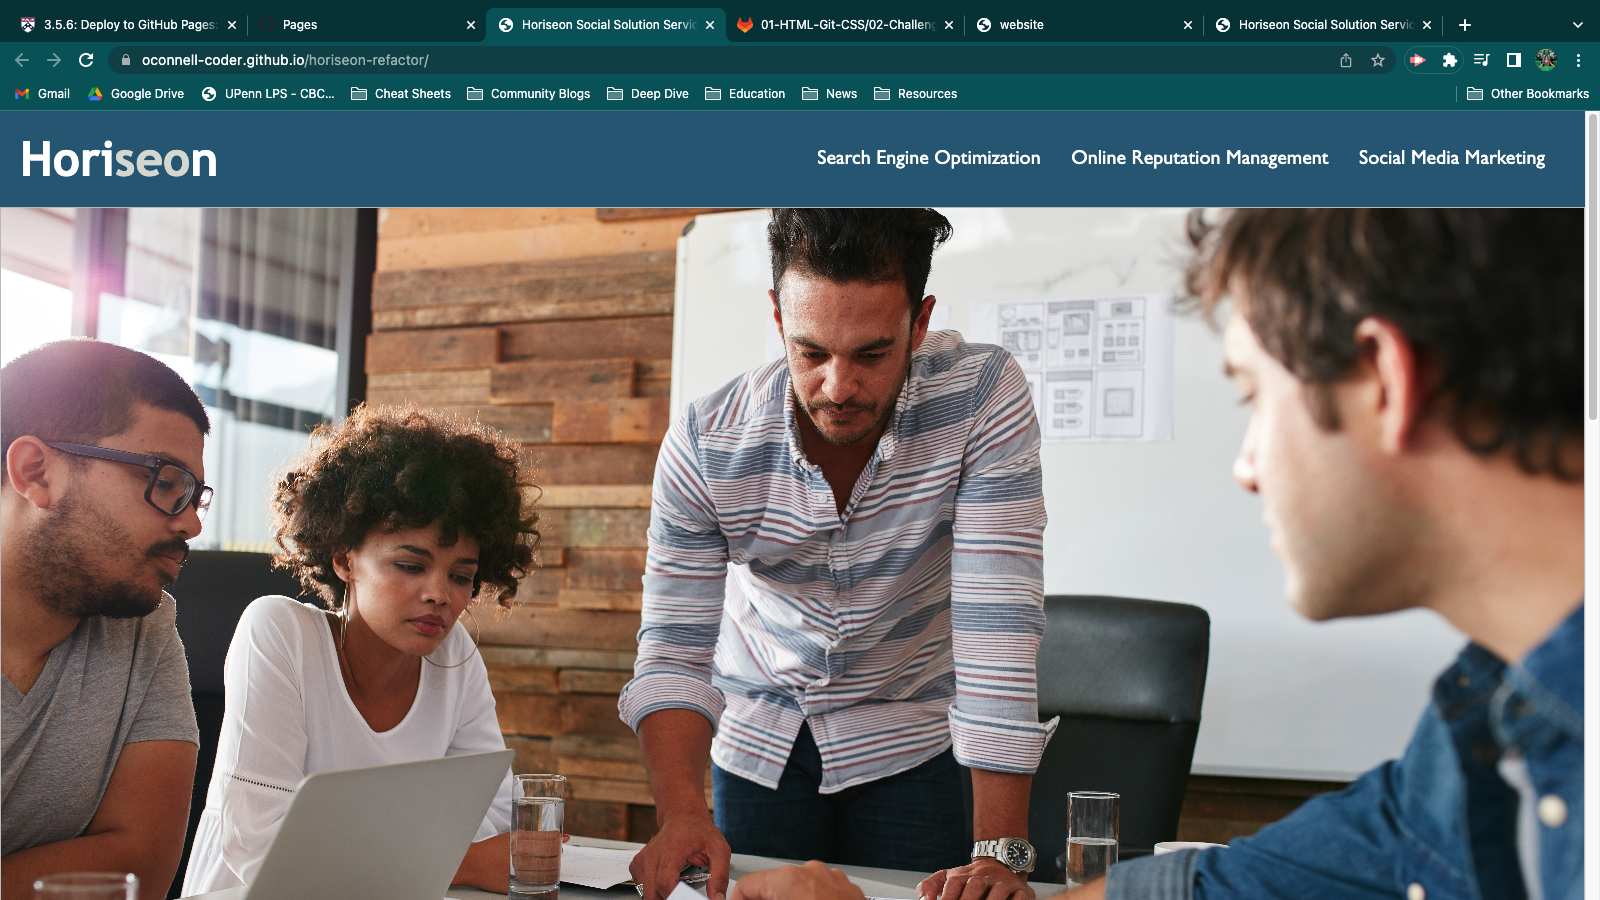 3.5.6: Deploy to GitHub Pages:
Pages
Horiseon Social Solution Servic
01-HTML-Git-CSS/02-Challeng
website
Horiseon Social Solution Servic
oconnell-coder.github.io/horiseon-refactor/
Gmail
Google Drive
UPenn LPS - CBC...
Cheat Sheets
Community Blogs
Deep Dive
Education
News
Resources
Other Bookmarks
Horiseon
Search Engine Optimization
Online Reputation Management
Social Media Marketing